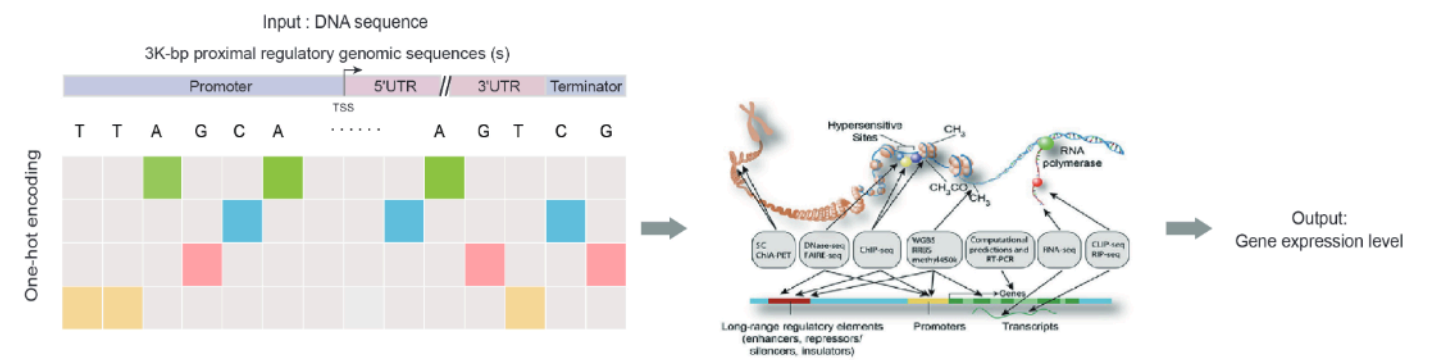 Input : DNA sequence
3K-bp proximal regulatory genomic sequences (s)
Promoter 5'UTR // 3'UTR Terminator
TSS
T T A G C A ······ A G T C G
One-hot encoding
Hypersensitive
Sites
CH3
RNA
polymerase
CH3CO
CH3
5C
ChIA-PET
DNase-seq
FAIRE-seq
ChIP-seq
WGBS
RRBS
methyl450k
Computational
predictions and
RT-PCR
RNA-seq
CLIP-seq
RIP-seq
Genes
Long-range regulatory elements
(enhancers, repressors/
silencers, insulators)
Promoters
Transcripts
Output:
Gene expression level